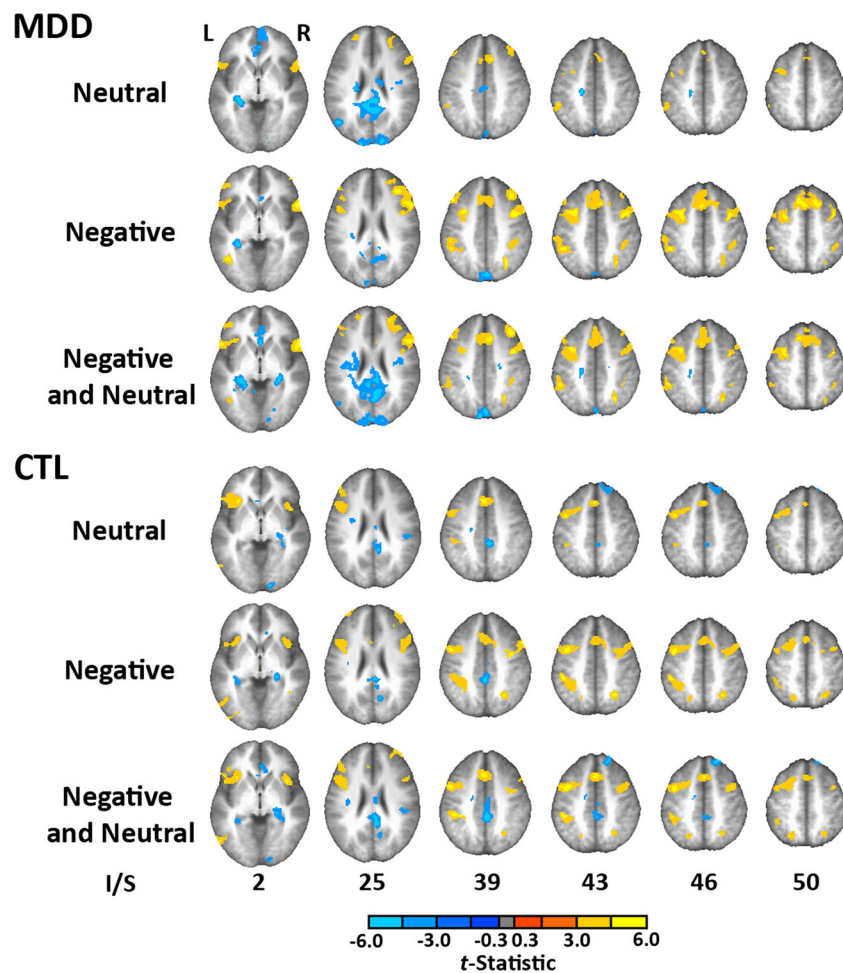 MDD
L R
Neutral
Negative
Negative
and Neutral
CTL
Neutral
Negative
Negative
and Neutral
I/S 2 25 39 43 46 50
-6.0 -3.0 -0.3 0.3 3.0 6.0
t-Statistic